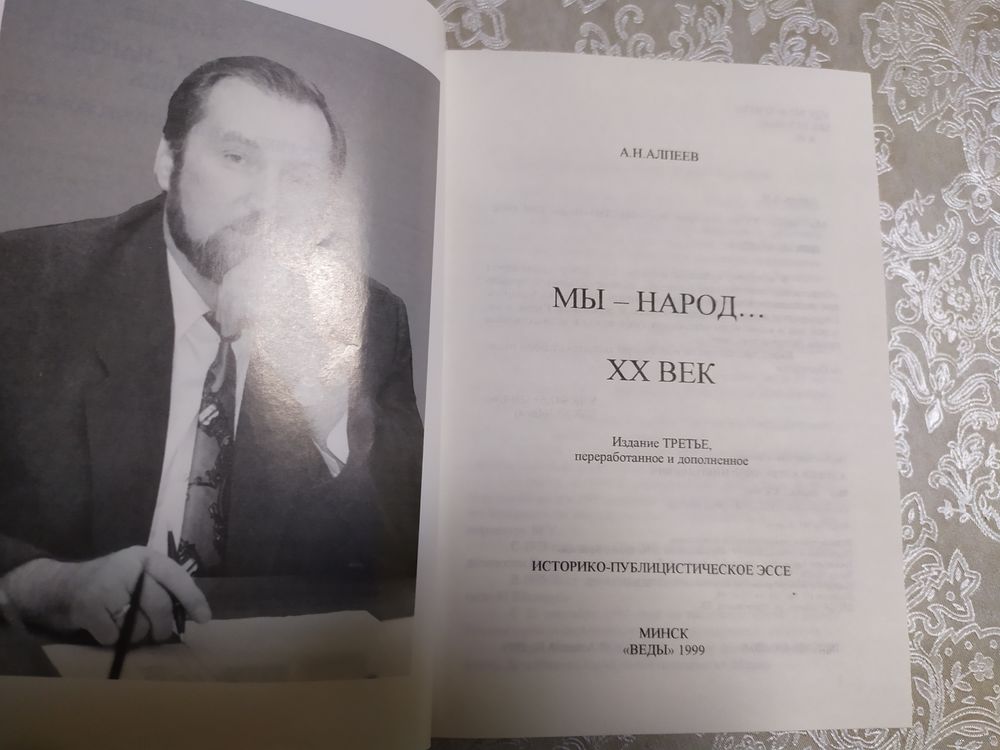 А.Н.АЛПЕЕВ
МЫ – НАРОД...
XX ВЕК
Издание ТРЕТЬЕ,
переработанное и дополненное
ИСТОРИКО-ПУБЛИЦИСТИЧЕСКОЕ ЭССЕ
МИНСК
«ВЕДЫ» 1999